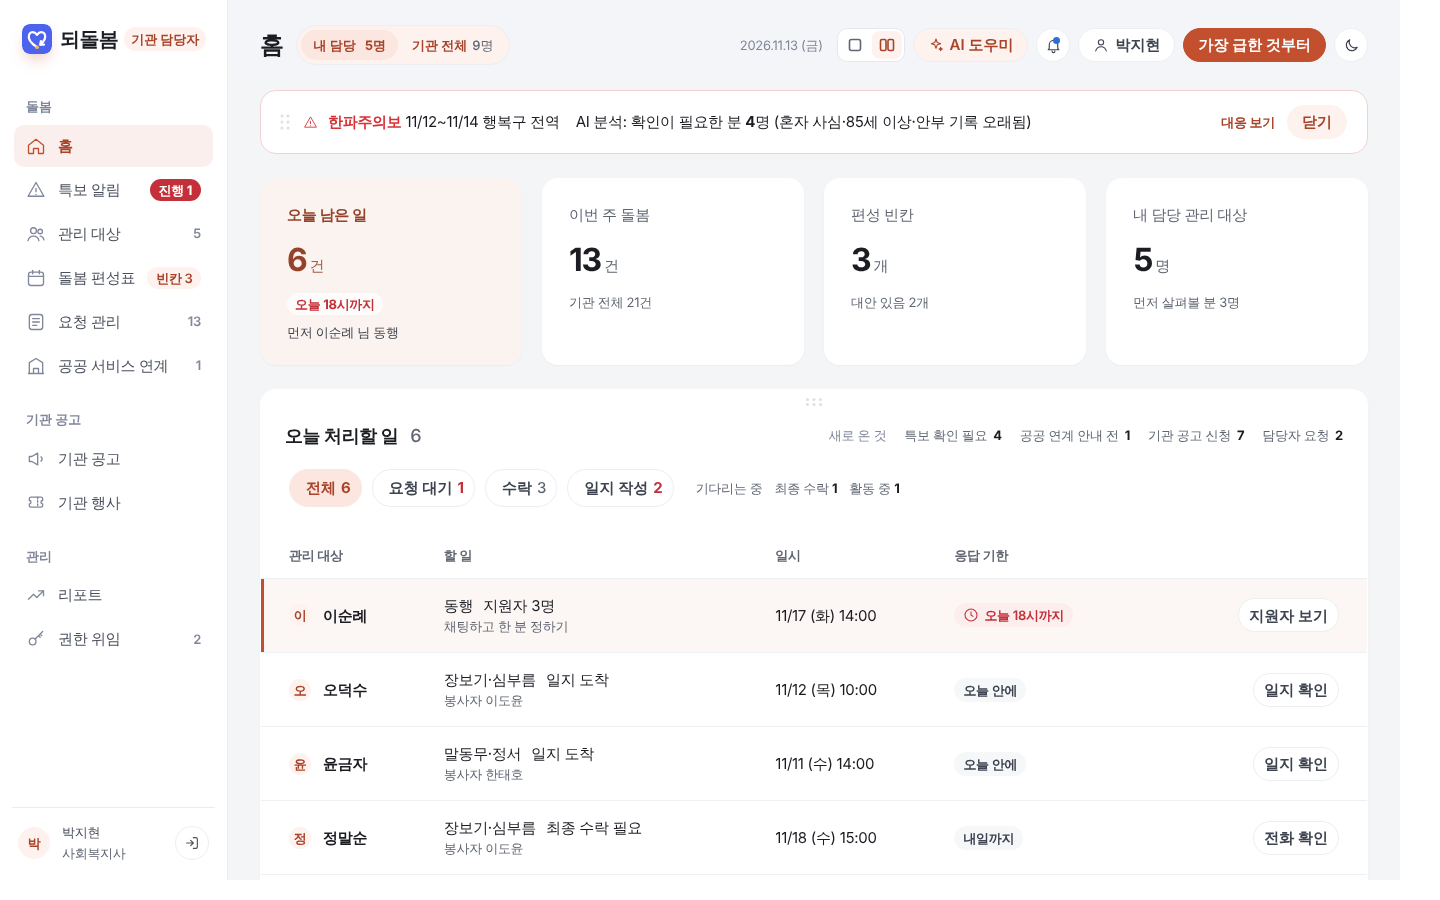 되돌봄 기관 담당자
돌봄
홈
특보 알림 진행 1
관리 대상 5
돌봄 편성표 빈칸 3
요청 관리 13
공공 서비스 연계 1
기관 공고
기관 공고
기관 행사
관리
리포트
권한 위임 2
박 박지현
사회복지사
홈 내 담당 5명 기관 전체 9명 2026.11.13 (금) AI 도우미 박지현 가장 급한 것부터
한파주의보 11/12~11/14 행복구 전역 AI 분석: 확인이 필요한 분 4명 (혼자 사심·85세 이상·안부 기록 오래됨) 대응 보기 닫기
오늘 남은 일
6건
오늘 18시까지
먼저 이순례 님 동행
이번 주 돌봄
13건
기관 전체 21건
편성 빈칸
3개
대안 있음 2개
내 담당 관리 대상
5명
먼저 살펴볼 분 3명
오늘 처리할 일 6 새로 온 것 특보 확인 필요 4 공공 연계 안내 전 1 기관 공고 신청 7 담당자 요청 2
전체 6 요청 대기 1 수락 3 일지 작성 2 기다리는 중 최종 수락 1 활동 중 1
관리 대상 할 일 일시 응답 기한
이 이순례 동행 지원자 3명 11/17 (화) 14:00 오늘 18시까지 지원자 보기
채팅하고 한 분 정하기
오 오덕수 장보기·심부름 일지 도착 11/12 (목) 10:00 오늘 안에 일지 확인
봉사자 이도윤
윤 윤금자 말동무·정서 일지 도착 11/11 (수) 14:00 오늘 안에 일지 확인
봉사자 한태호
정 정말순 장보기·심부름 최종 수락 필요 11/18 (수) 15:00 내일까지 전화 확인
봉사자 이도윤